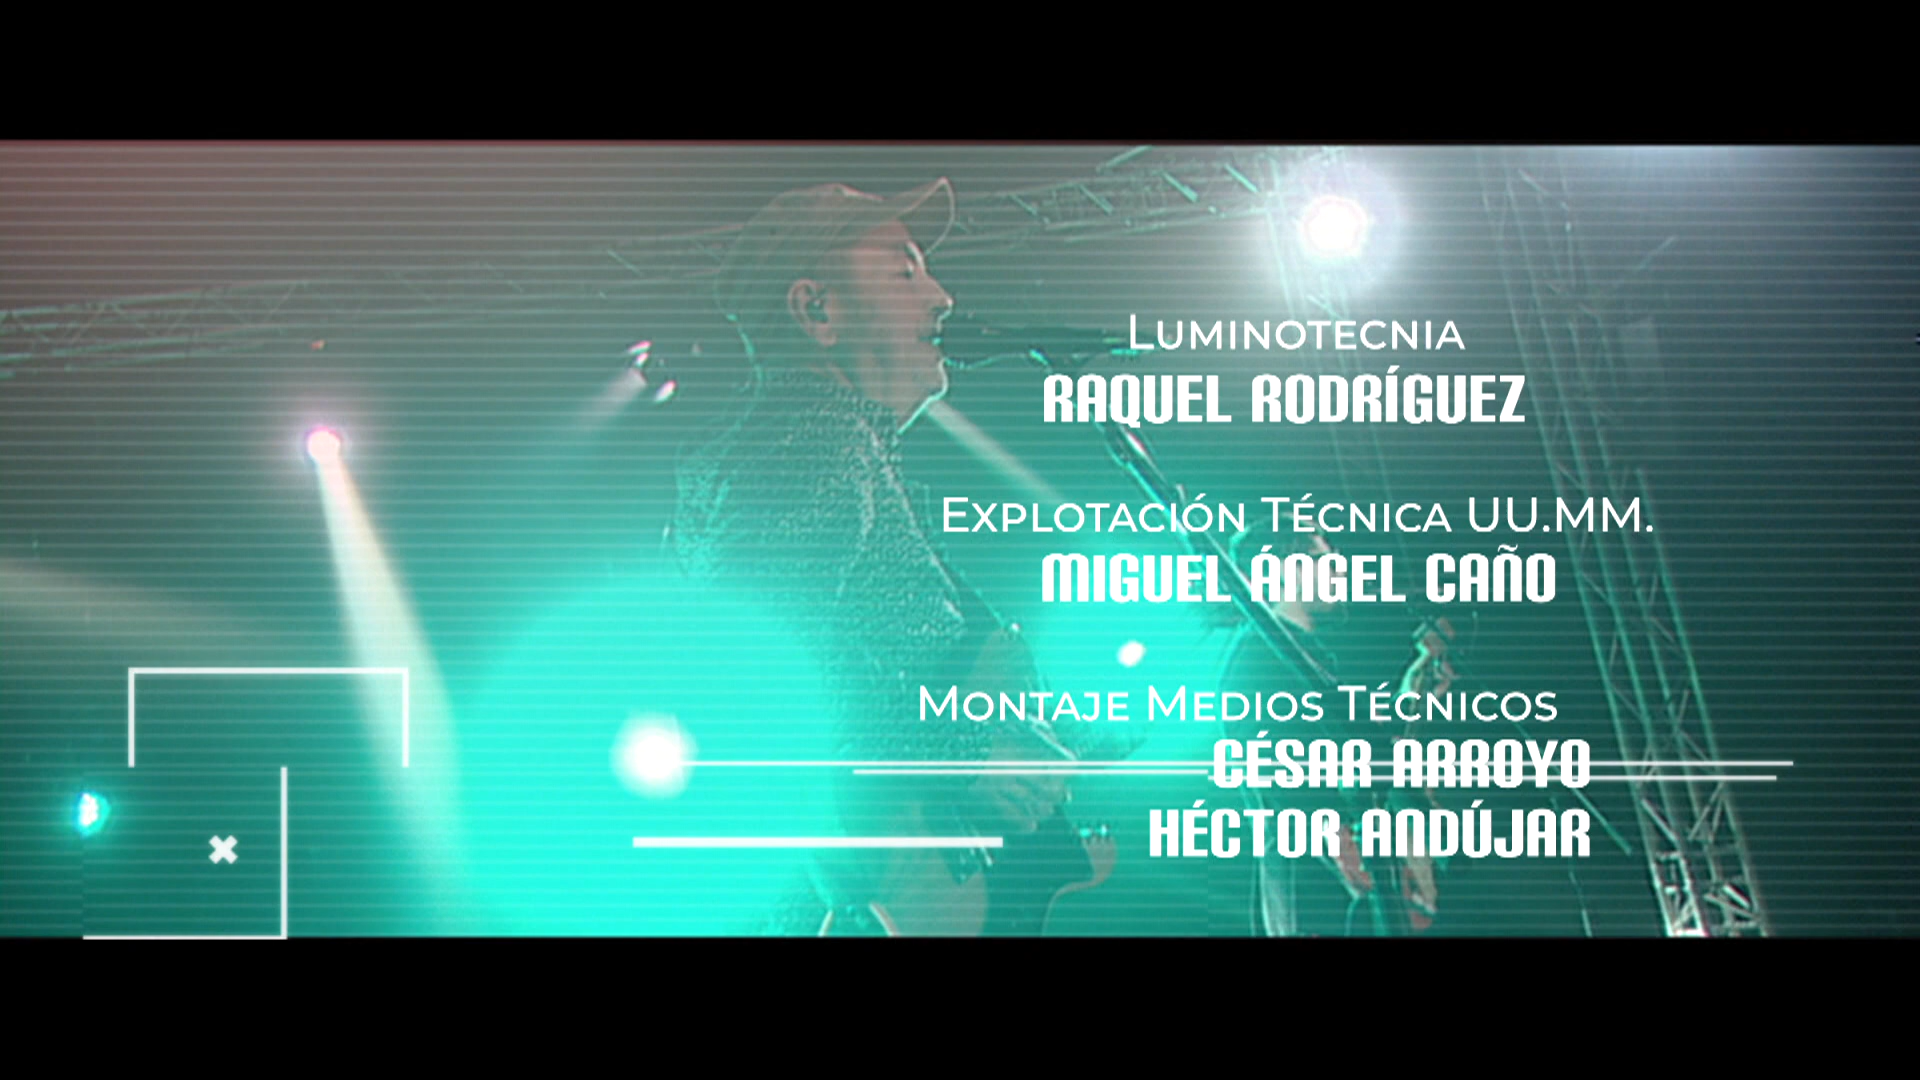 Luminotecnia
RAQUEL RODRÍGUEZ
Explotación Técnica UU.MM.
MIGUEL ÁNGEL CAÑO
Montaje Medios Técnicos
CÉSAR ARROYO
HÉCTOR ANDÚJAR